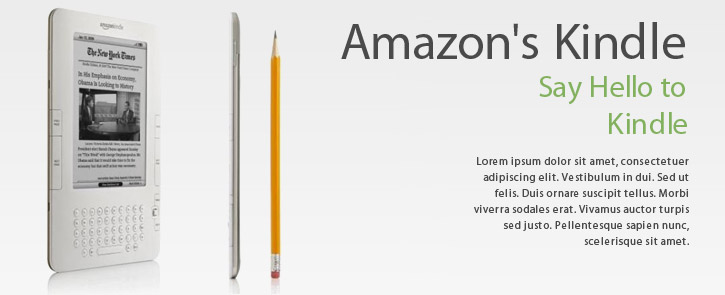 Amazon's Kindle
Say Hello to
Kindle
Lorem ipsum dolor sit amet, consectetuer
adipiscing elit. Vestibulum in dui. Sed ut
felis. Duis ornare suscipit tellus. Morbi
viverra sodales erat. Vivamus auctor turpis
sed justo. Pellentesque sapien nunc,
scelerisque sit amet.
amazonkindle
The New York Times
In His Emphasis on Economy,
Obama Is Looking to History